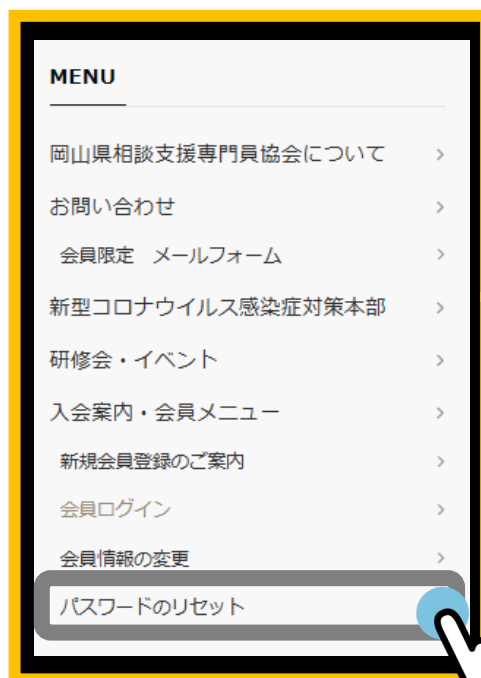 MENU
岡山県相談支援専門員協会について
お問い合わせ
会員限定　メールフォーム
新型コロナウイルス感染症対策本部
研修会・イベント
入会案内・会員メニュー
新規会員登録のご案内
会員ログイン
会員情報の変更
パスワードのリセット